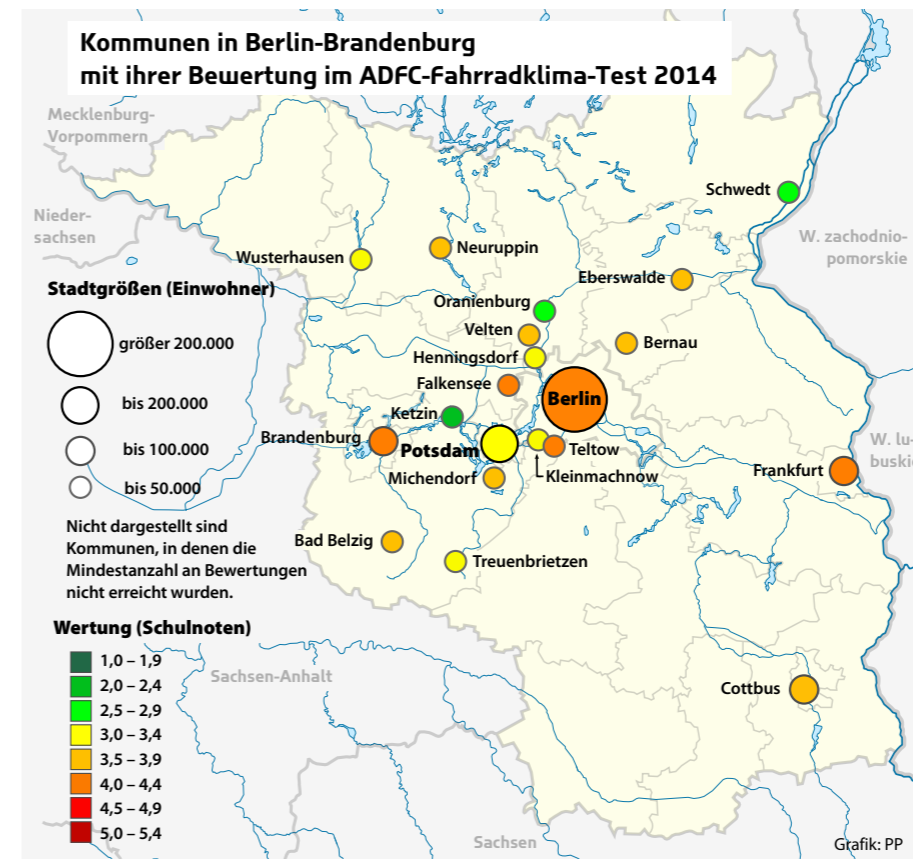 Kommunen in Berlin-Brandenburg
mit ihrer Bewertung im ADFC-Fahrradklima-Test 2014
Mecklenburg-
Vorpommern
Schwedt
Nieder-
sachsen
W. zachodnio-
pomorskie
Neuruppin
Wusterhausen
Eberswalde
Stadtgrößen (Einwohner)
größer 200.000
bis 200.000
bis 100.000
bis 50.000
Oranienburg
Velten
Bernau
Henningsdorf
Falkensee
Berlin
Ketzin
Brandenburg
Potsdam
Teltow
W. lu-
buskie
Frankfurt
Michendorf
Kleinmachnow
Nicht dargestellt sind
Kommunen, in denen die
Mindestanzahl an Bewertungen
nicht erreicht wurden.
Bad Belzig
Treuenbrietzen
Wertung (Schulnoten)
1,0 – 1,9
2,0 – 2,4
2,5 – 2,9
3,0 – 3,4
3,5 – 3,9
4,0 – 4,4
4,5 – 4,9
5,0 – 5,4
Sachsen-Anhalt
Cottbus
Sachsen
Grafik: PP